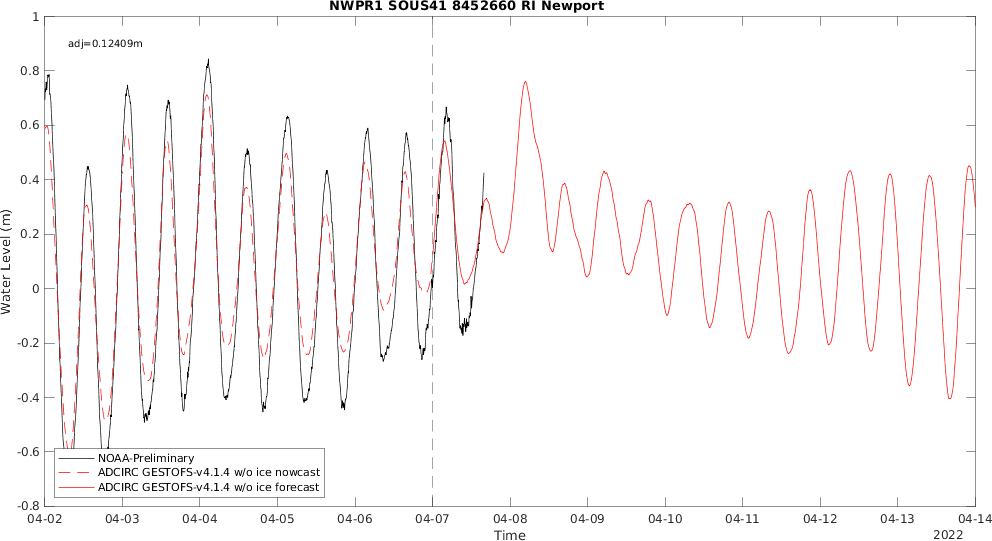 NWPR1 SOUS41 8452660 RI Newport
adj=0.12409m
Water Level (m)
1
0.8
0.6
0.4
0.2
0
-0.2
-0.4
-0.6
-0.8
NOAA-Preliminary
ADCIRC GESTOFS-v4.1.4 w/o ice nowcast
ADCIRC GESTOFS-v4.1.4 w/o ice forecast
04-02 04-03 04-04 04-05 04-06 04-07 04-08 04-09 04-10 04-11 04-12 04-13 04-14
Time
2022